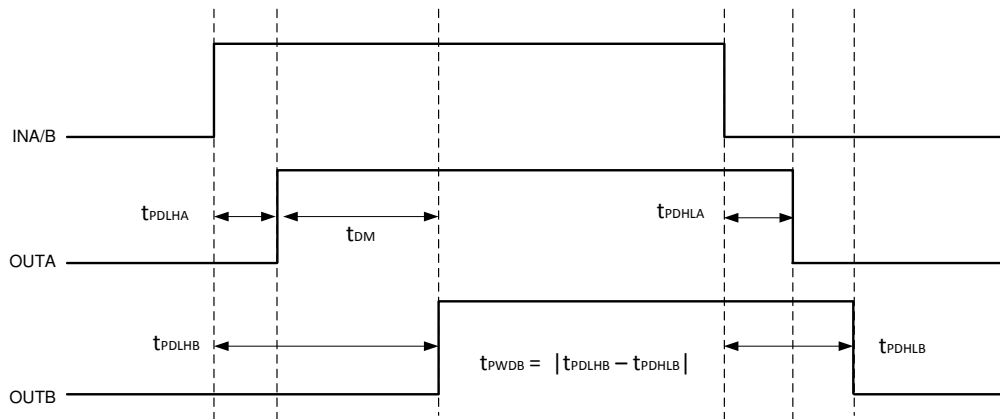 INA/B
tPDLHA
tDM
tPDHLA
OUTA
tPDLHB
tPWDB = |tPDLHB – tPDHLB|
tPDHLB
OUTB